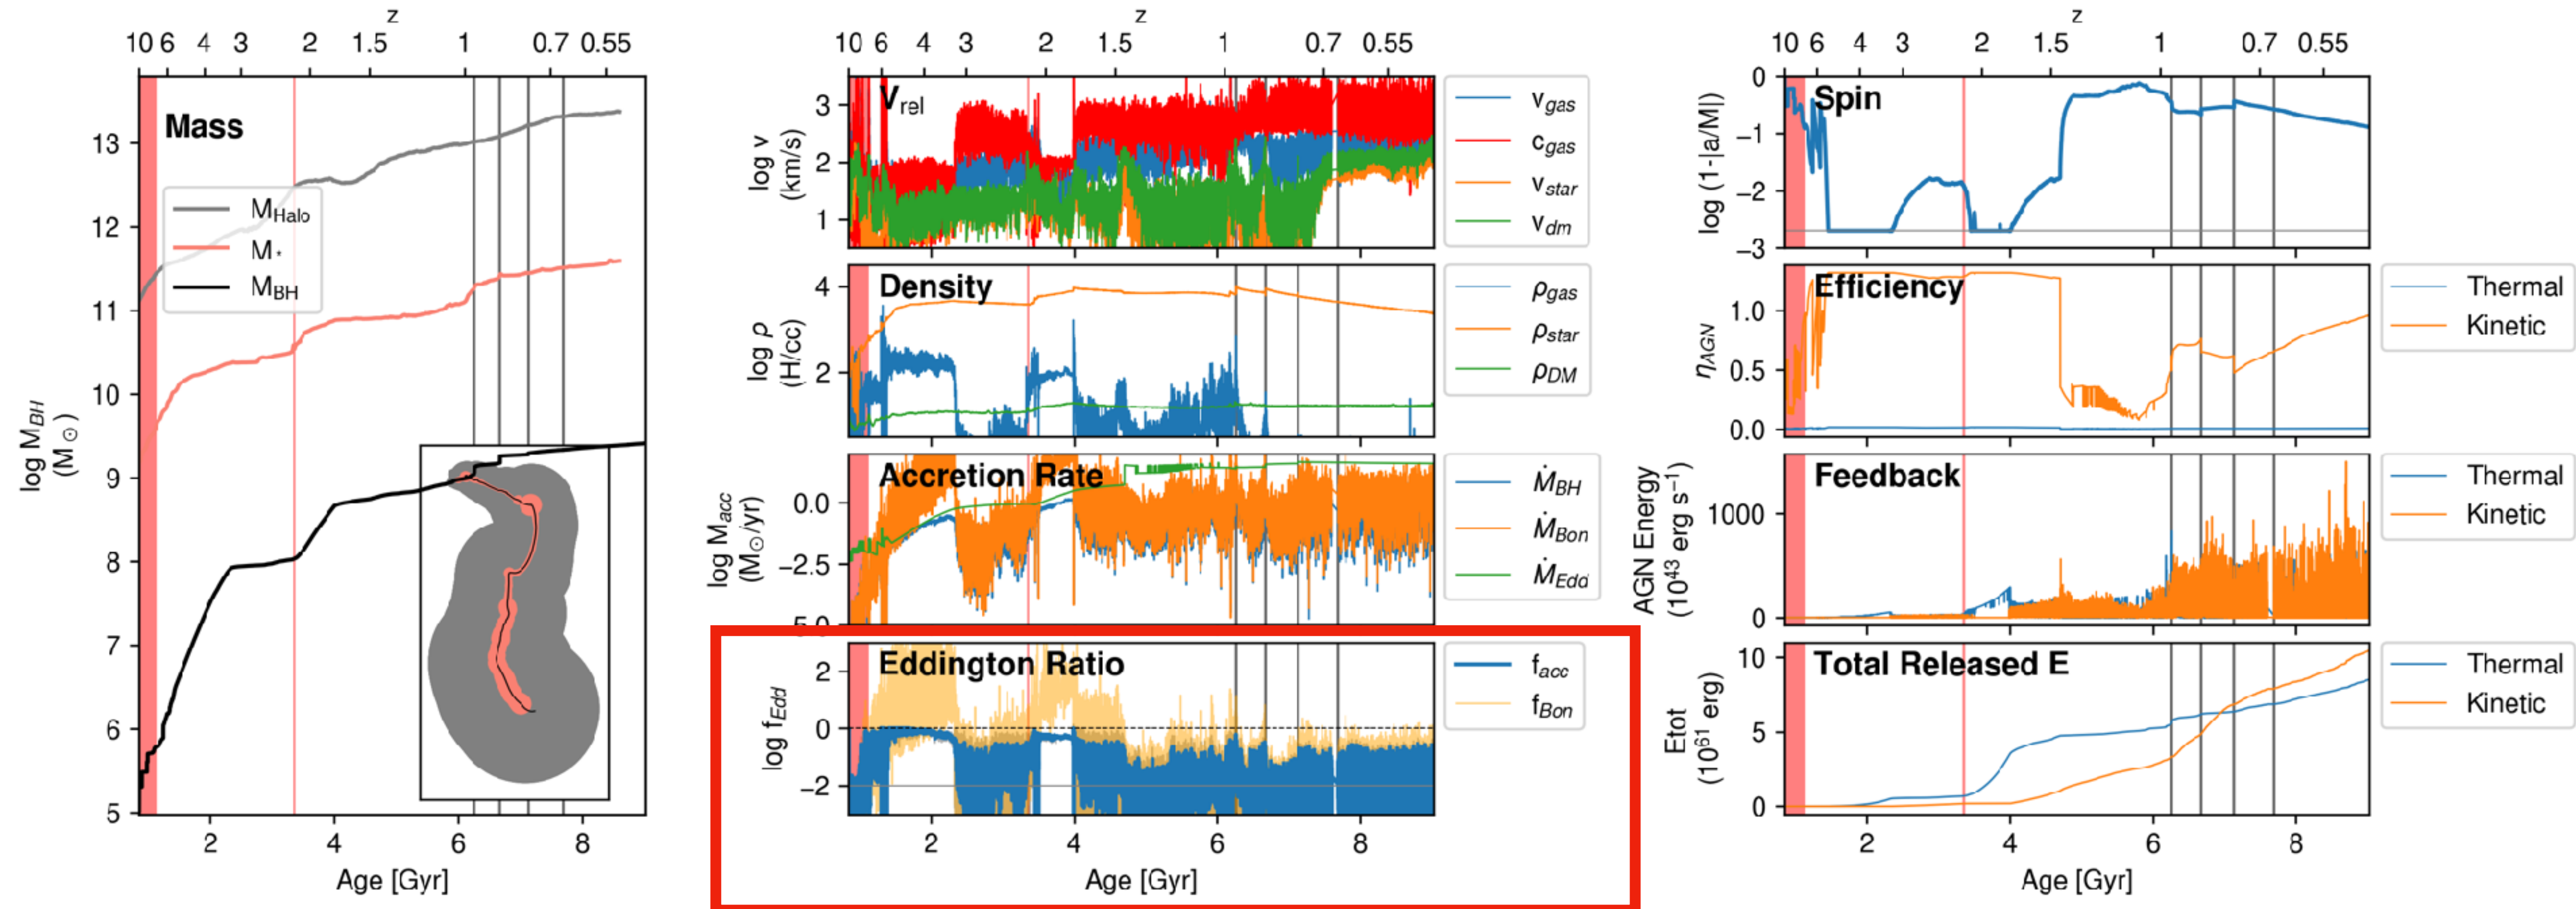 z
10 6 4 3 2 1.5 1 0.7 0.55
Mass
M_Halo
M_*
M_BH
log M_BH
(M_⊙)
13
12
11
10
9
8
7
6
5
2 4 6 8
Age [Gyr]
z
10 6 4 3 2 1.5 1 0.7 0.55
V_rel
log v
(km/s)
3
2
1
v_gas
c_gas
v_star
v_dm
Density
log ρ
(H/cc)
4
2
ρ_gas
ρ_star
ρ_DM
Accretion Rate
log M_acc
(M_⊙/yr)
0.0
−2.5
Ṁ_BH
Ṁ_Bon
Ṁ_Edd
Eddington Ratio
log f_Edd
2
0
−2
f_acc
f_Bon
2 4 6 8
Age [Gyr]
z
10 6 4 3 2 1.5 1 0.7 0.55
Spin
log (1-|a/M|)
0
−1
−2
−3
Efficiency
η_AGN
1.0
0.5
0.0
Thermal
Kinetic
Feedback
AGN Energy
(10^43 erg s^−1)
1000
0
Thermal
Kinetic
Total Released E
Etot
(10^61 erg)
10
5
0
Thermal
Kinetic
2 4 6 8
Age [Gyr]